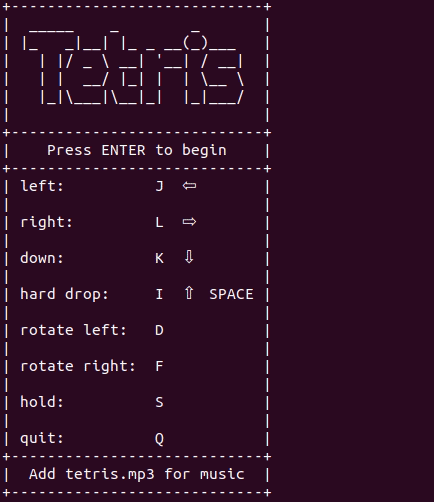 Tetris
Press ENTER to begin
left: J ⇦
right: L ⇨
down: K ⇩
hard drop: I ⇧ SPACE
rotate left: D
rotate right: F
hold: S
quit: Q
Add tetris.mp3 for music